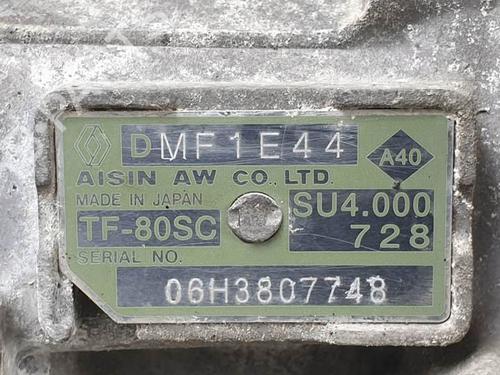 DMF1E44
A40
AISIN AW CO., LTD.
MADE IN JAPAN
SU4.000
TF-80SC
728
SERIAL NO.
06H3807748